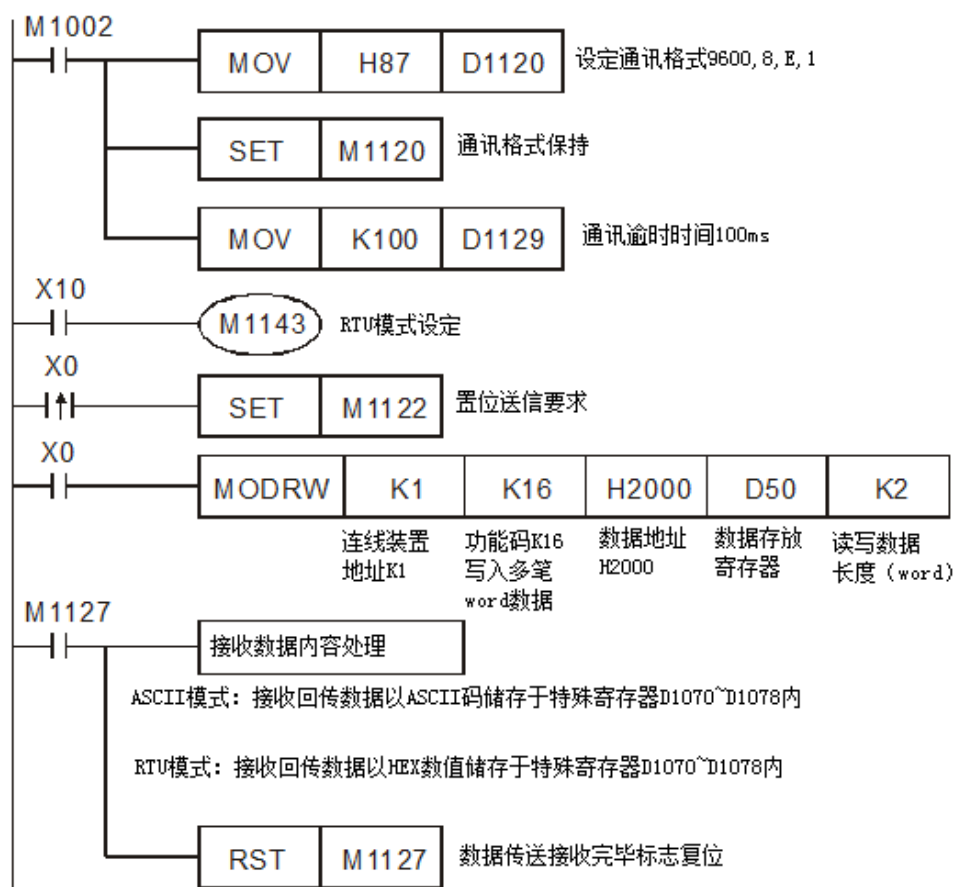 M1002
MOV H87 D1120 设定通讯格式9600,8,E,1
SET M1120 通讯格式保持
MOV K100 D1129 通讯逾时时间100ms
X10
M1143 RTU模式设定
X0
SET M1122 置位送信要求
X0
MODRW K1 K16 H2000 D50 K2
连线装置 功能码K16 数据地址 数据存放 读写数据
地址K1 写入多笔 H2000 寄存器 长度（word）
word数据
M1127
接收数据内容处理
ASCII模式：接收回传数据以ASCII码储存于特殊寄存器D1070~D1078内
RTU模式：接收回传数据以HEX数值储存于特殊寄存器D1070~D1078内
RST M1127 数据传送接收完毕标志复位